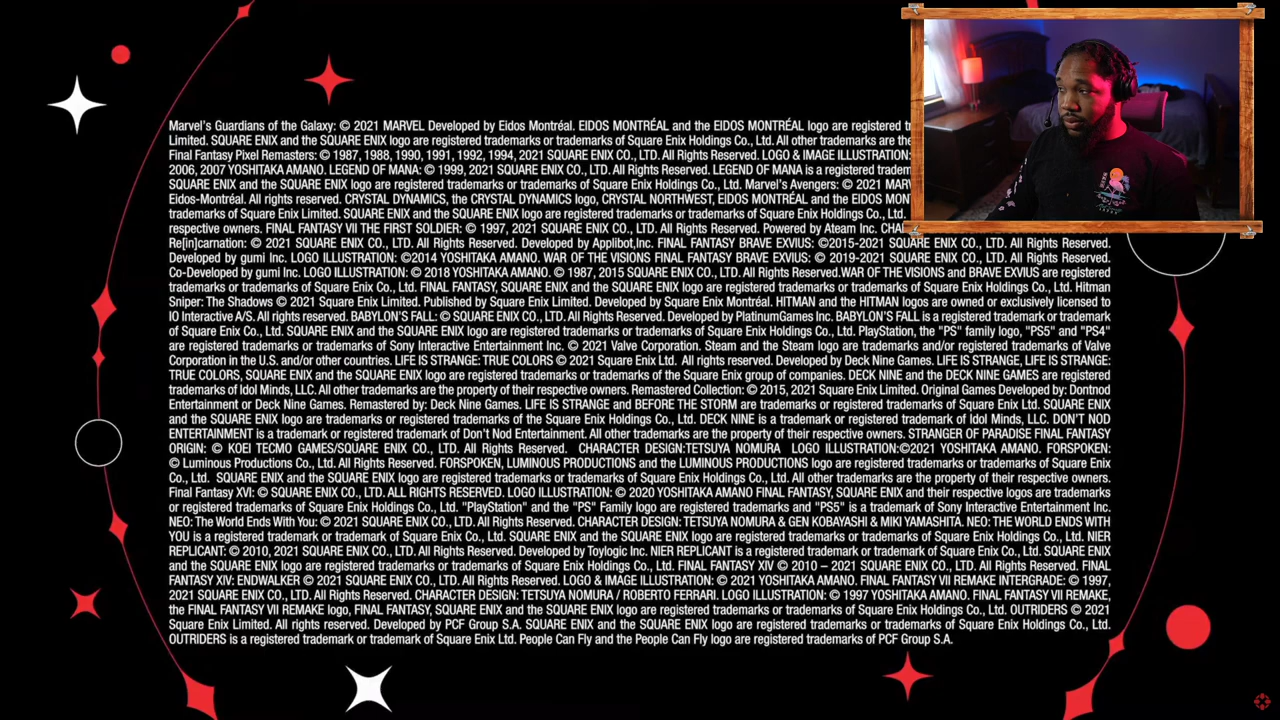 Marvel's Guardians of the Galaxy: © 2021 MARVEL Developed by Eidos Montréal. EIDOS MONTRÉAL and the EIDOS MONTRÉAL logo are registered
Limited. SQUARE ENIX and the SQUARE ENIX logo are registered trademarks or trademarks of Square Enix Holdings Co., Ltd. All other trademarks are the
Final Fantasy Pixel Remasters: © 1987, 1988, 1990, 1991, 1992, 1994, 2021 SQUARE ENIX CO., LTD. All Rights Reserved. LOGO & IMAGE ILLUSTRATION:
2006, 2007 YOSHITAKA AMANO. LEGEND OF MANA: © 1999, 2021 SQUARE ENIX CO., LTD. All Rights Reserved. LEGEND OF MANA is a registered
SQUARE ENIX and the SQUARE ENIX logo are registered trademarks or trademarks of Square Enix Holdings Co., Ltd. Marvel's Avengers: © 2021
Eidos-Montréal. All rights reserved. CRYSTAL DYNAMICS, the CRYSTAL DYNAMICS logo, CRYSTAL NORTHWEST, EIDOS MONTRÉAL and the EIDOS
trademarks of Square Enix Limited. SQUARE ENIX and the SQUARE ENIX logo are registered trademarks or trademarks of Square Enix Holdings Co., Ltd.
respective owners. FINAL FANTASY VII THE FIRST SOLDIER: © 1997, 2021 SQUARE ENIX CO., LTD. All Rights Reserved. Powered by Ateam Inc.
Re[in]carnation: © 2021 SQUARE ENIX CO., LTD. All Rights Reserved. Developed by Applibot,Inc. FINAL FANTASY BRAVE EXVIUS: ©2015-2021 SQUARE ENIX CO., LTD. All Rights Reserved.
Developed by gumi Inc. LOGO ILLUSTRATION: ©2014 YOSHITAKA AMANO. WAR OF THE VISIONS FINAL FANTASY BRAVE EXVIUS: © 2019-2021 SQUARE ENIX CO., LTD. All Rights Reserved.
Co-Developed by gumi Inc. LOGO ILLUSTRATION: © 2018 YOSHITAKA AMANO. © 1987, 2015 SQUARE ENIX CO., LTD. All Rights Reserved.WAR OF THE VISIONS and BRAVE EXVIUS are registered
trademarks or trademarks of Square Enix Co., Ltd. FINAL FANTASY, SQUARE ENIX and the SQUARE ENIX logo are registered trademarks or trademarks of Square Enix Holdings Co., Ltd. Hitman
Sniper: The Shadows © 2021 Square Enix Limited. Published by Square Enix Limited. Developed by Square Enix Montréal. HITMAN and the HITMAN logos are owned or exclusively licensed to
IO Interactive A/S. All rights reserved. BABYLON'S FALL: © SQUARE ENIX CO., LTD. All Rights Reserved. Developed by PlatinumGames Inc. BABYLON'S FALL is a registered trademark or trademark
of Square Enix Co., Ltd. SQUARE ENIX and the SQUARE ENIX logo are registered trademarks or trademarks of Square Enix Holdings Co., Ltd. PlayStation, the "PS" family logo, "PS5" and "PS4"
are registered trademarks or trademarks of Sony Interactive Entertainment Inc. © 2021 Valve Corporation. Steam and the Steam logo are trademarks and/or registered trademarks of Valve
Corporation in the U.S. and/or other countries. LIFE IS STRANGE: TRUE COLORS © 2021 Square Enix Ltd. All rights reserved. Developed by Deck Nine Games. LIFE IS STRANGE, LIFE IS STRANGE:
TRUE COLORS, SQUARE ENIX and the SQUARE ENIX logo are registered trademarks or trademarks of the Square Enix group of companies. DECK NINE and the DECK NINE GAMES are registered
trademarks of Idol Minds, LLC. All other trademarks are the property of their respective owners. Remastered Collection: © 2015, 2021 Square Enix Limited. Original Games Developed by: Dontnod
Entertainment or Deck Nine Games. Remastered by: Deck Nine Games. LIFE IS STRANGE and BEFORE THE STORM are trademarks or registered trademarks of Square Enix Ltd. SQUARE ENIX
and the SQUARE ENIX logo are trademarks or registered trademarks of the Square Enix Holdings Co., Ltd. DECK NINE is a trademark or registered trademark of Idol Minds, LLC. DON'T NOD
ENTERTAINMENT is a trademark or registered trademark of Don't Nod Entertainment. All other trademarks are the property of their respective owners. STRANGER OF PARADISE FINAL FANTASY
ORIGIN: © KOEI TECMO GAMES/SQUARE ENIX CO., LTD. All Rights Reserved. CHARACTER DESIGN:TETSUYA NOMURA LOGO ILLUSTRATION:©2021 YOSHITAKA AMANO. FORSPOKEN:
© Luminous Productions Co., Ltd. All Rights Reserved. FORSPOKEN, LUMINOUS PRODUCTIONS and the LUMINOUS PRODUCTIONS logo are registered trademarks or trademarks of Square Enix
Co., Ltd. SQUARE ENIX and the SQUARE ENIX logo are registered trademarks or trademarks of Square Enix Holdings Co., Ltd. All other trademarks are the property of their respective owners.
Final Fantasy XVI: © SQUARE ENIX CO., LTD. ALL RIGHTS RESERVED. LOGO ILLUSTRATION: © 2020 YOSHITAKA AMANO FINAL FANTASY, SQUARE ENIX and their respective logos are trademarks
or registered trademarks of Square Enix Holdings Co., Ltd. "PlayStation" and the "PS" Family logo are registered trademarks and "PS5" is a trademark of Sony Interactive Entertainment Inc.
NEO: The World Ends With You: © 2021 SQUARE ENIX CO., LTD. All Rights Reserved. CHARACTER DESIGN: TETSUYA NOMURA & GEN KOBAYASHI & MIKI YAMASHITA. NEO: THE WORLD ENDS WITH
YOU is a registered trademark or trademark of Square Enix Co., Ltd. SQUARE ENIX and the SQUARE ENIX logo are registered trademarks or trademarks of Square Enix Holdings Co., Ltd. NIER
REPLICANT: © 2010, 2021 SQUARE ENIX CO., LTD. All Rights Reserved. Developed by Toylogic Inc. NIER REPLICANT is a registered trademark or trademark of Square Enix Co., Ltd. SQUARE ENIX
and the SQUARE ENIX logo are registered trademarks or trademarks of Square Enix Holdings Co., Ltd. FINAL FANTASY XIV © 2010 – 2021 SQUARE ENIX CO., LTD. All Rights Reserved. FINAL
FANTASY XIV: ENDWALKER © 2021 SQUARE ENIX CO., LTD. All Rights Reserved. LOGO & IMAGE ILLUSTRATION: © 2021 YOSHITAKA AMANO. FINAL FANTASY VII REMAKE INTERGRADE: © 1997,
2021 SQUARE ENIX CO., LTD. All Rights Reserved. CHARACTER DESIGN: TETSUYA NOMURA / ROBERTO FERRARI. LOGO ILLUSTRATION: © 1997 YOSHITAKA AMANO. FINAL FANTASY VII REMAKE,
the FINAL FANTASY VII REMAKE logo, FINAL FANTASY, SQUARE ENIX and the SQUARE ENIX logo are registered trademarks or trademarks of Square Enix Holdings Co., Ltd. OUTRIDERS © 2021
Square Enix Limited. All rights reserved. Developed by PCF Group S.A. SQUARE ENIX and the SQUARE ENIX logo are registered trademarks or trademarks of Square Enix Holdings Co., Ltd.
OUTRIDERS is a registered trademark or trademark of Square Enix Ltd. People Can Fly and the People Can Fly logo are registered trademarks of PCF Group S.A.